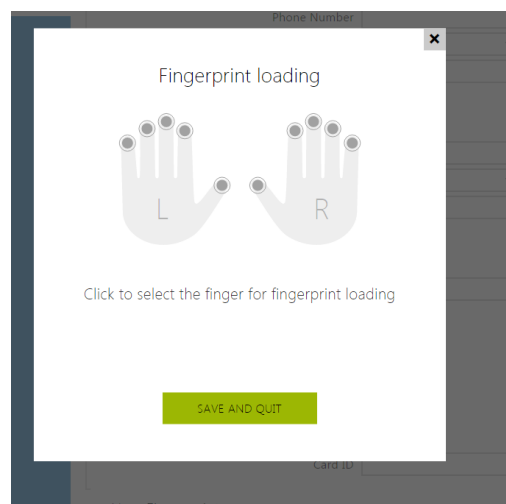 Phone Number
×
Fingerprint loading
L
R
Click to select the finger for fingerprint loading
SAVE AND QUIT
Card ID